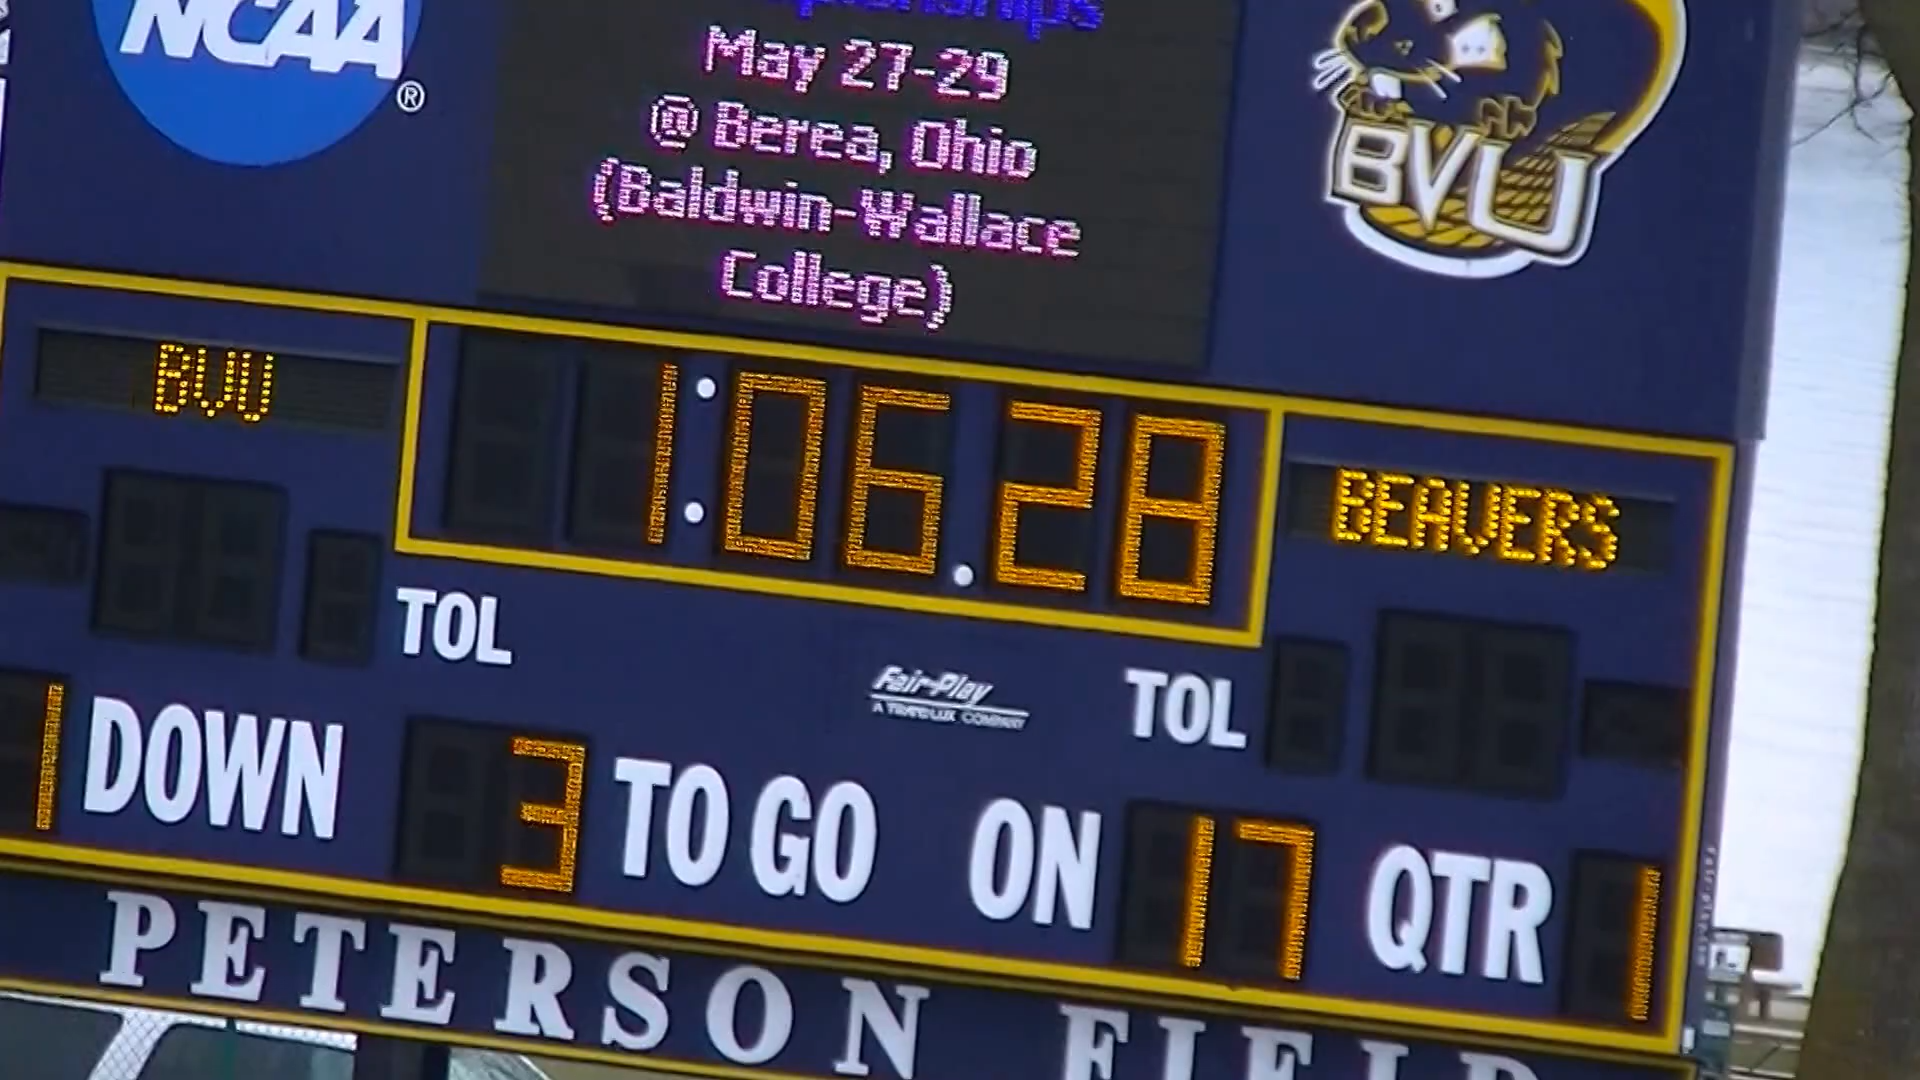 NCAA®
May 27-29
@ Berea, Ohio
(Baldwin-Wallace
College)
BVU
BVU
1:06.28
BEAVERS
TOL
TOL
Fair-Play
A TRANS-LUX COMPANY
1 DOWN 3 TO GO ON 17 QTR 1
PETERSON FIELD